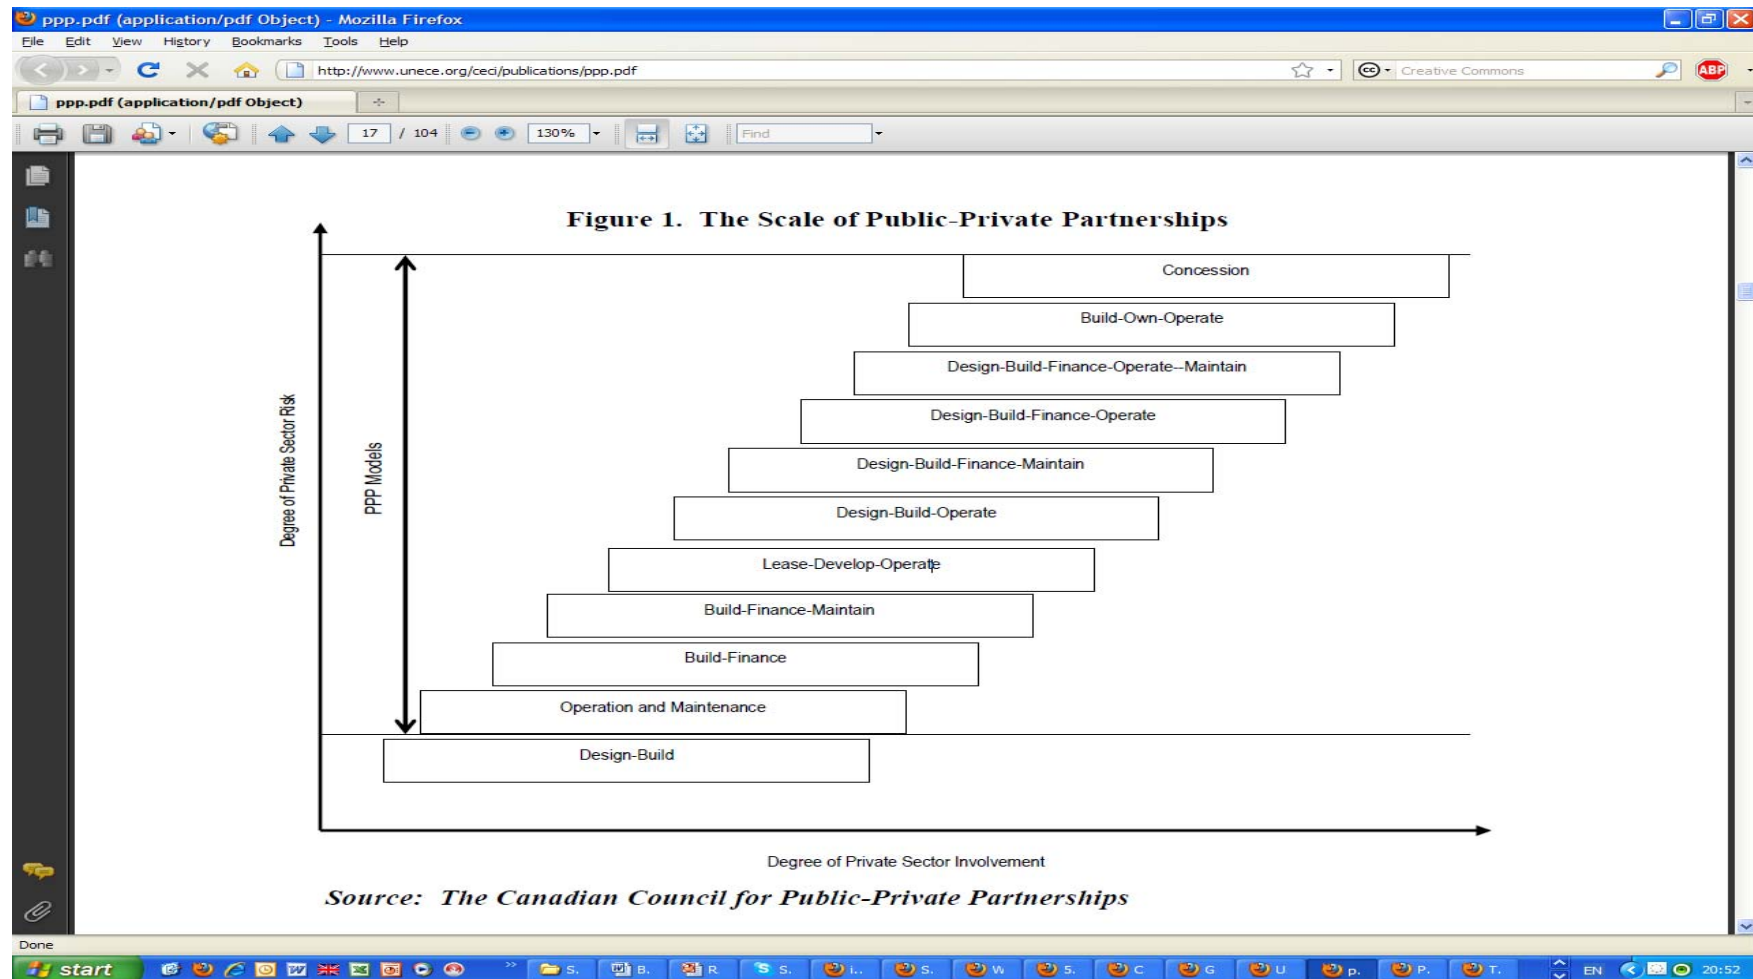 ppp.pdf (application/pdf Object) - Mozilla Firefox
File Edit View History Bookmarks Tools Help
http://www.unece.org/ceci/publications/ppp.pdf
Creative Commons
ABP
ppp.pdf (application/pdf Object)
17 / 104 130% Find
Figure 1. The Scale of Public-Private Partnerships
Concession
Build-Own-Operate
Design-Build-Finance-Operate--Maintain
Design-Build-Finance-Operate
Design-Build-Finance-Maintain
Design-Build-Operate
Lease-Develop-Operate
Build-Finance-Maintain
Build-Finance
Operation and Maintenance
Design-Build
Degree of Private Sector Risk
PPP Models
Degree of Private Sector Involvement
Source: The Canadian Council for Public-Private Partnerships
Done
start S. B. R S. i.. S. W 5. C G U p. P. T. EN 20:52